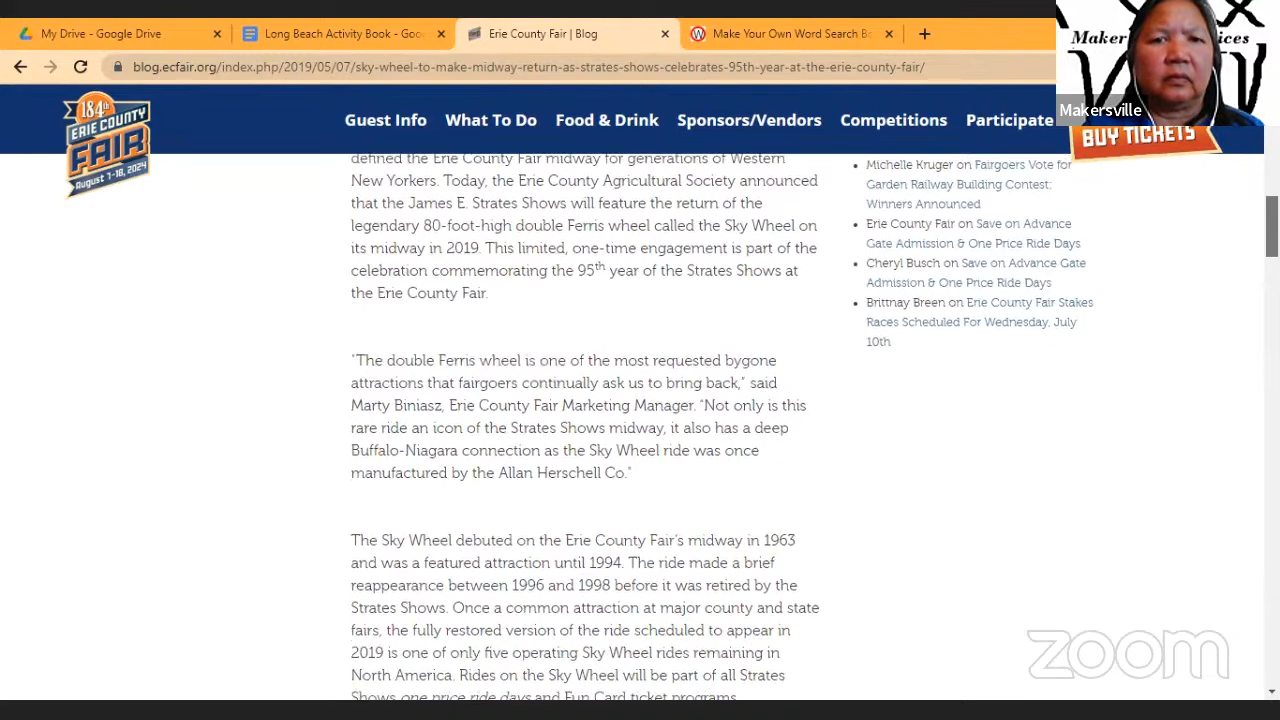 My Drive - Google Drive
Long Beach Activity Book - Goo
Erie County Fair | Blog
Make Your Own Word Search Bo
blog.ecfair.org/index.php/2019/05/07/sky-wheel-to-make-midway-return-as-strates-shows-celebrates-95th-year-at-the-erie-county-fair/
Makersville
184th
ERIE COUNTY
FAIR
August 7-18, 2024
Guest Info
What To Do
Food & Drink
Sponsors/Vendors
Competitions
Participate
BUY TICKETS
defined the Erie County Fair midway for generations of Western
New Yorkers. Today, the Erie County Agricultural Society announced
that the James E. Strates Shows will feature the return of the
legendary 80-foot-high double Ferris wheel called the Sky Wheel on
its midway in 2019. This limited, one-time engagement is part of the
celebration commemorating the 95th year of the Strates Shows at
the Erie County Fair.
“The double Ferris wheel is one of the most requested bygone
attractions that fairgoers continually ask us to bring back,” said
Marty Biniasz, Erie County Fair Marketing Manager. “Not only is this
rare ride an icon of the Strates Shows midway, it also has a deep
Buffalo-Niagara connection as the Sky Wheel ride was once
manufactured by the Allan Herschell Co.”
The Sky Wheel debuted on the Erie County Fair’s midway in 1963
and was a featured attraction until 1994. The ride made a brief
reappearance between 1996 and 1998 before it was retired by the
Strates Shows. Once a common attraction at major county and state
fairs, the fully restored version of the ride scheduled to appear in
2019 is one of only five operating Sky Wheel rides remaining in
North America. Rides on the Sky Wheel will be part of all Strates
Shows one price ride days and Fun Card ticket programs.
Michelle Kruger on Fairgoers Vote for
Garden Railway Building Contest;
Winners Announced
Erie County Fair on Save on Advance
Gate Admission & One Price Ride Days
Cheryl Busch on Save on Advance Gate
Admission & One Price Ride Days
Brittnay Breen on Erie County Fair Stakes
Races Scheduled For Wednesday, July
10th
zoom